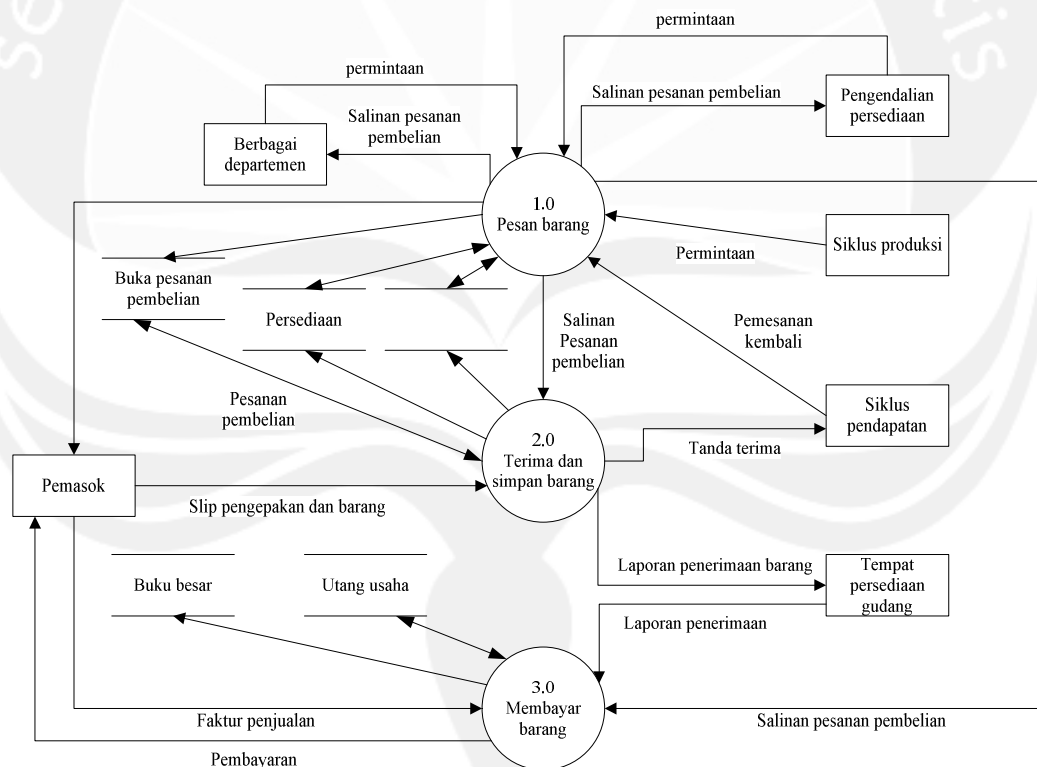 permintaan
permintaan
Salinan pesanan pembelian
Pengendalian
persediaan
Salinan pesanan
pembelian
Berbagai
departemen
1.0
Pesan barang
Siklus produksi
Permintaan
Buka pesanan
pembelian
Persediaan
Salinan
Pesanan
pembelian
Pemesanan
kembali
Pesanan
pembelian
Siklus
pendapatan
2.0
Terima dan
simpan barang
Tanda terima
Pemasok
Slip pengepakan dan barang
Buku besar
Utang usaha
Laporan penerimaan barang
Tempat
persediaan
gudang
Laporan penerimaan
3.0
Membayar
barang
Faktur penjualan
Salinan pesanan pembelian
Pembayaran